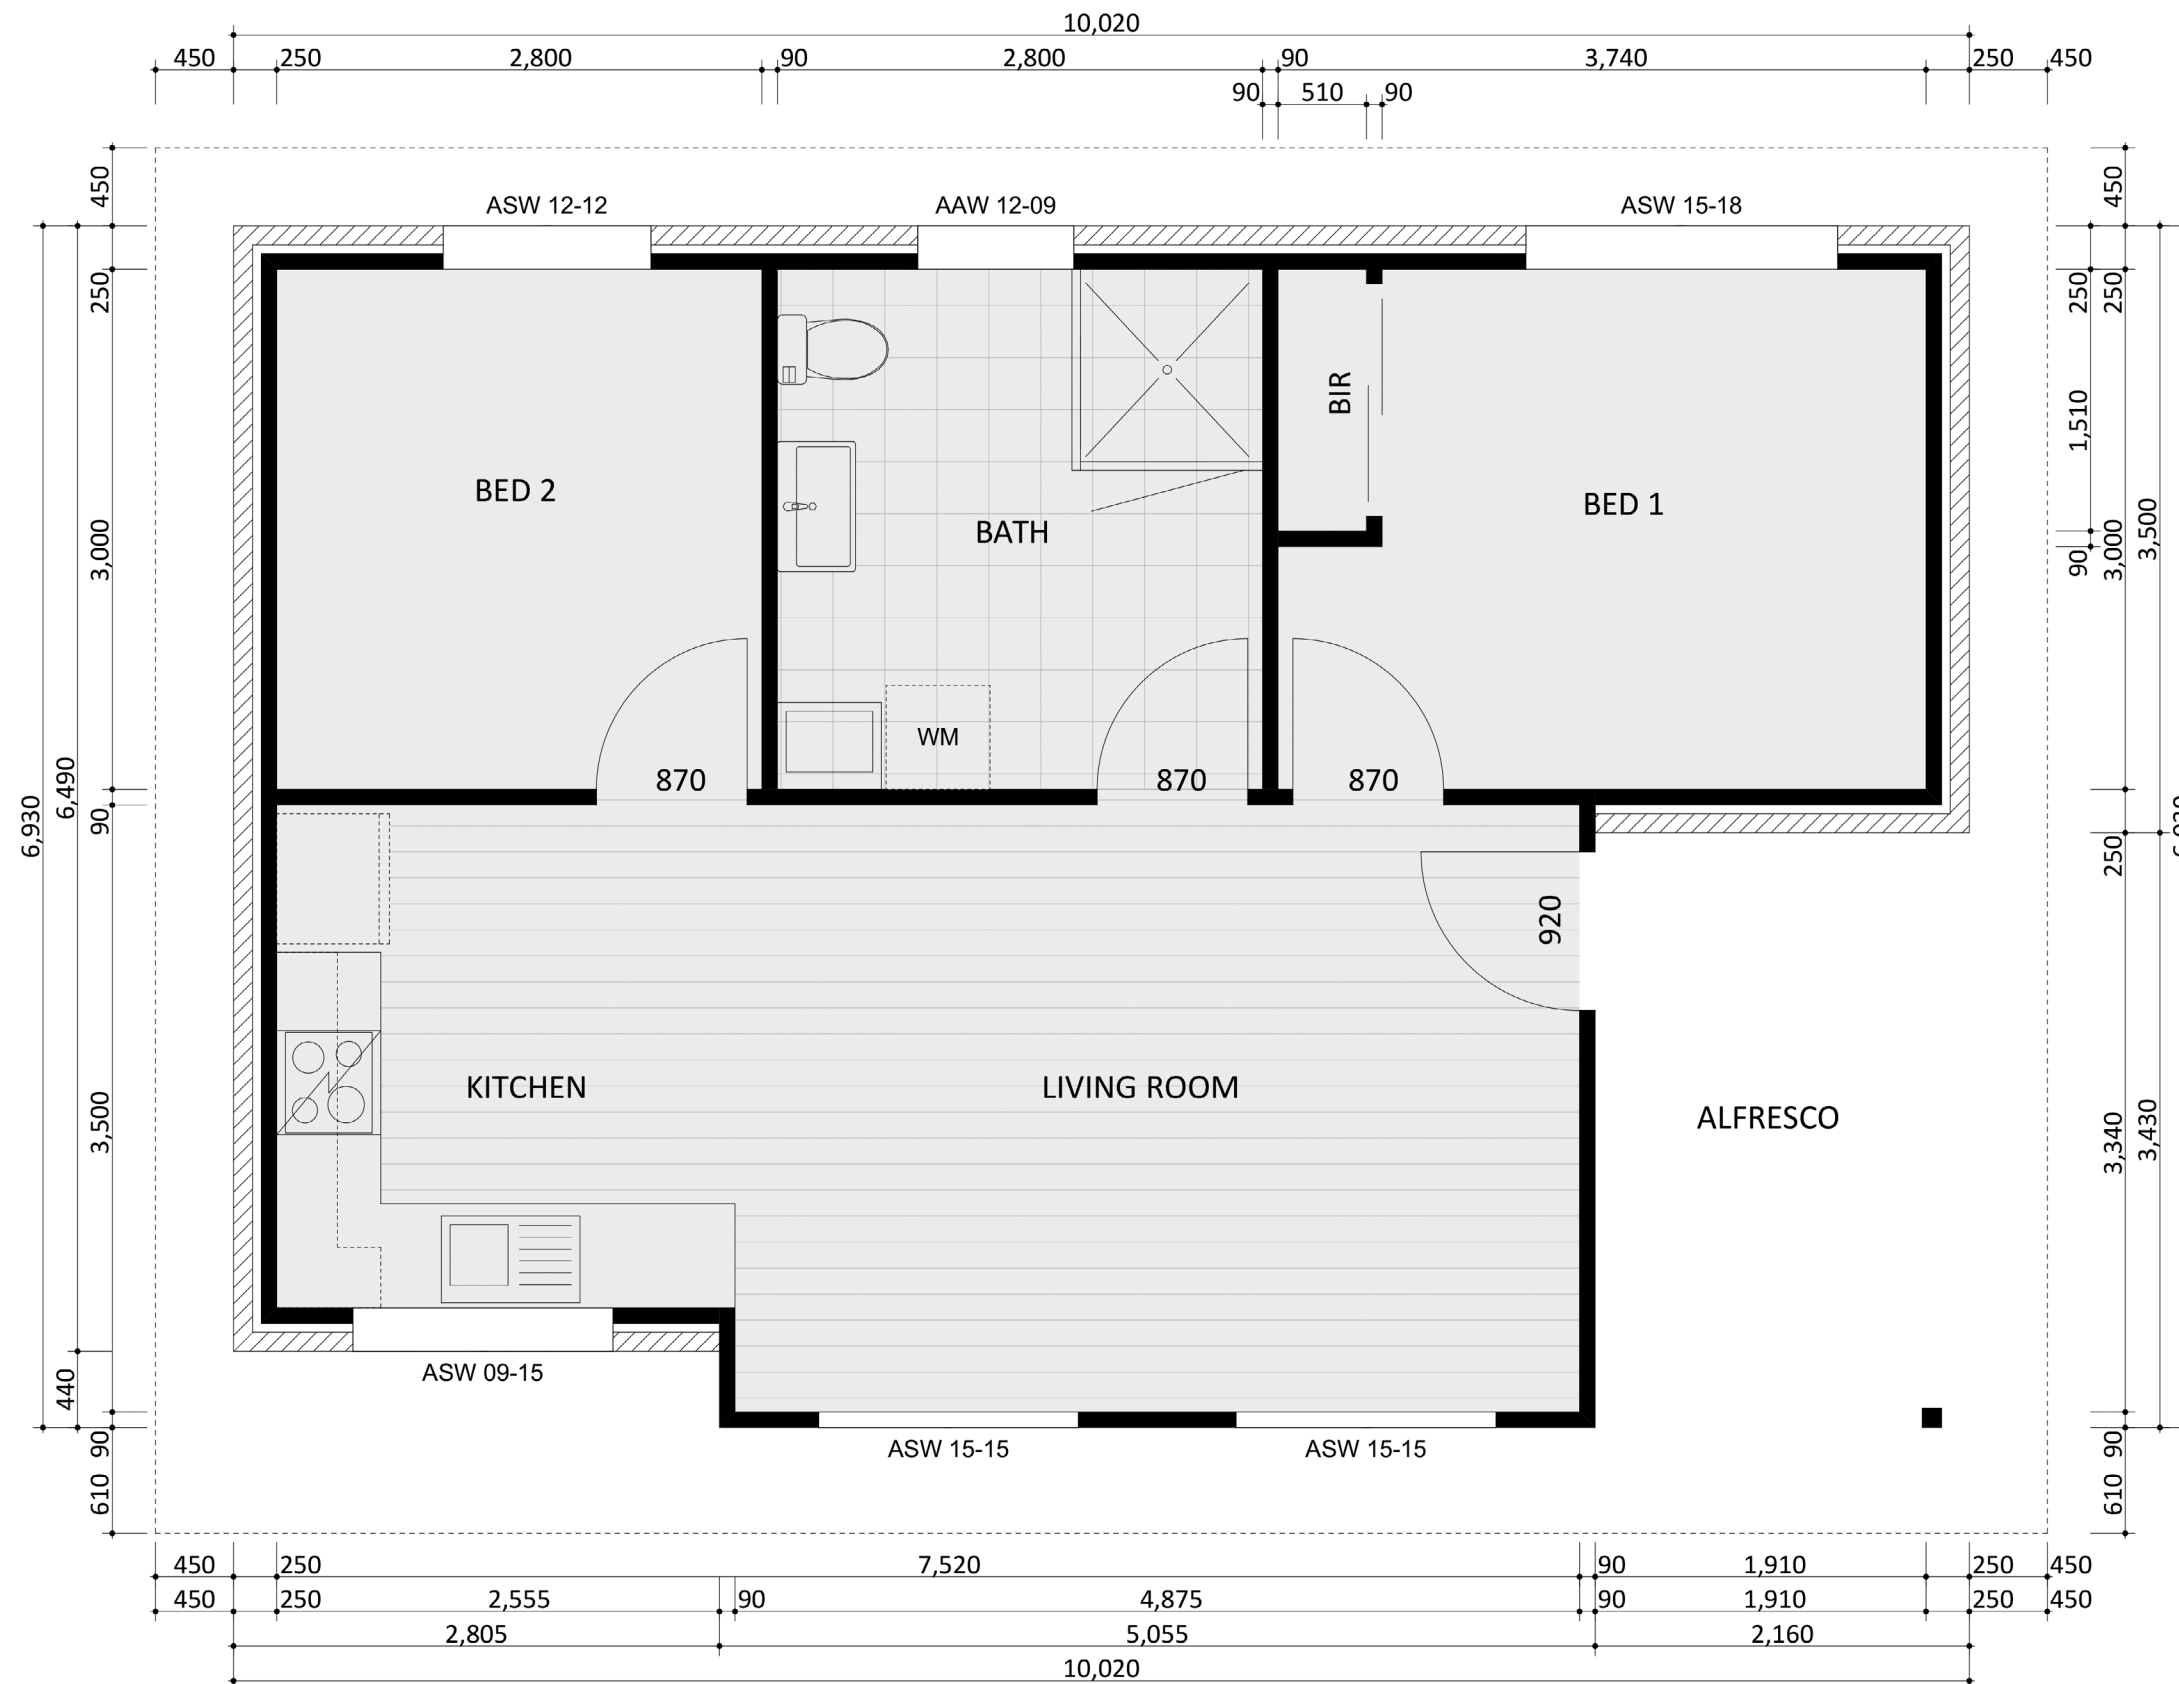 10,020
450 250 2,800 90 2,800 90 3,740 250 450
90 510 90
ASW 12-12 AAW 12-09 ASW 15-18
450
250
3,000
90
3,500
90
610
6,490
440
6,930
BED 2
BATH
BIR
BED 1
WM
870 870 870
920
KITCHEN
LIVING ROOM
ALFRESCO
ASW 09-15
ASW 15-15 ASW 15-15
450
250
1,510
90
250
3,000
250
3,340
90
610
3,500
3,430
450 250 7,520 90 1,910 250 450
450 250 2,555 90 4,875 90 1,910 250 450
2,805 5,055 2,160
10,020